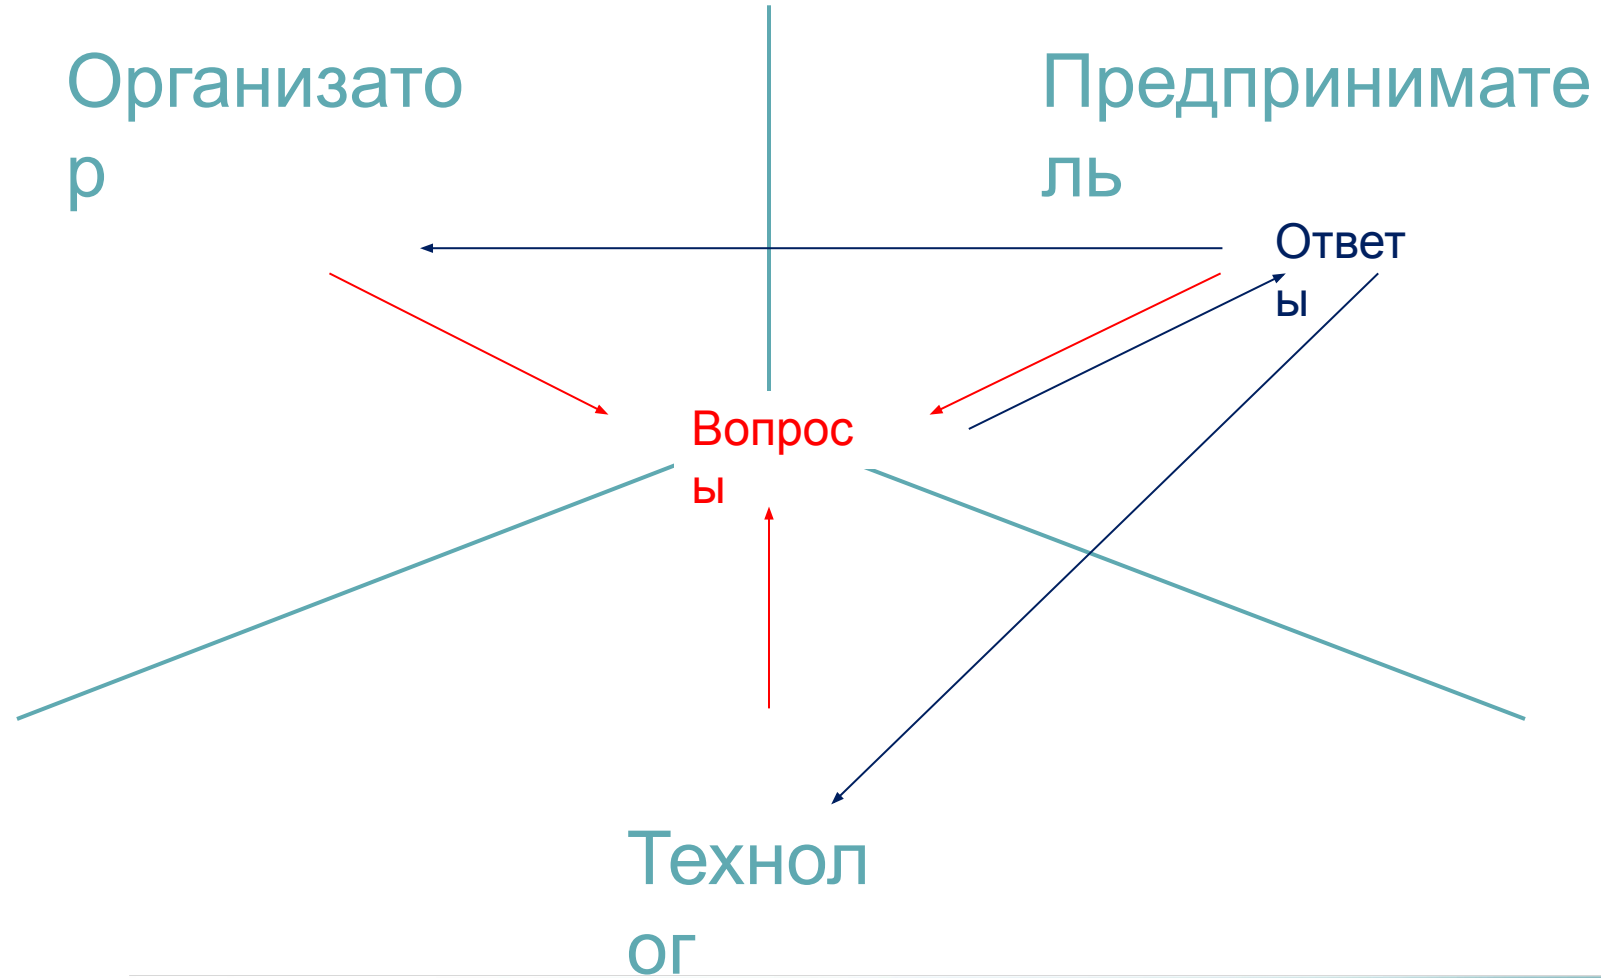 Организато
р
Предпринимате
ль
Ответ
ы
Вопрос
ы
Технол
ог